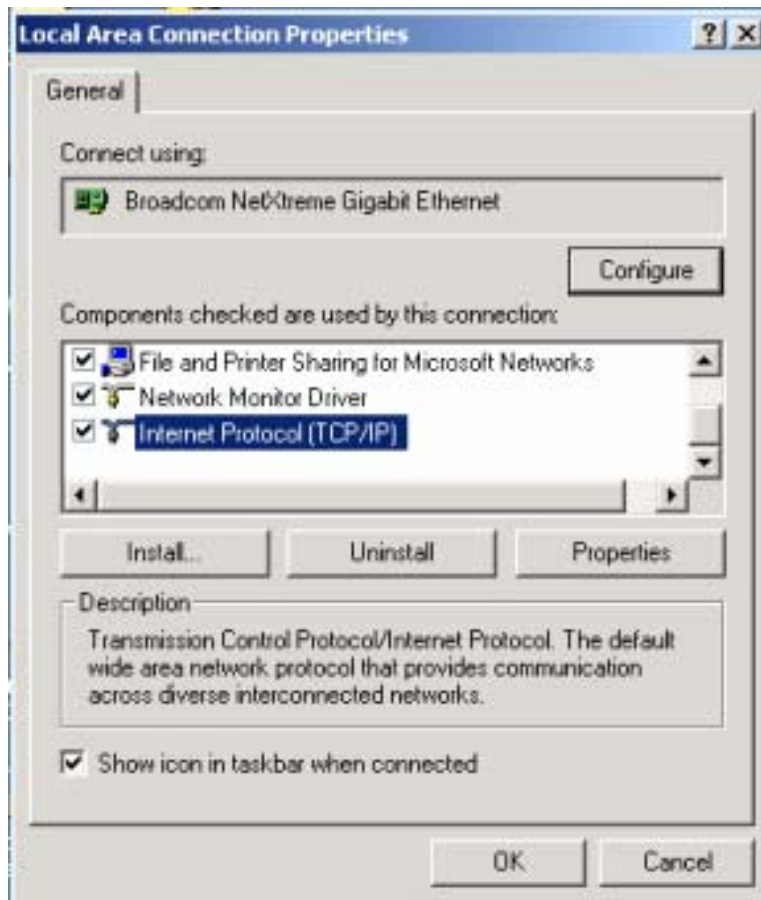 Local Area Connection Properties
General
Connect using:
Broadcom NetXtreme Gigabit Ethernet
Configure
Components checked are used by this connection:
File and Printer Sharing for Microsoft Networks
Network Monitor Driver
Internet Protocol (TCP/IP)
Install...
Uninstall
Properties
Description
Transmission Control Protocol/Internet Protocol. The default
wide area network protocol that provides communication
across diverse interconnected networks.
Show icon in taskbar when connected
OK
Cancel